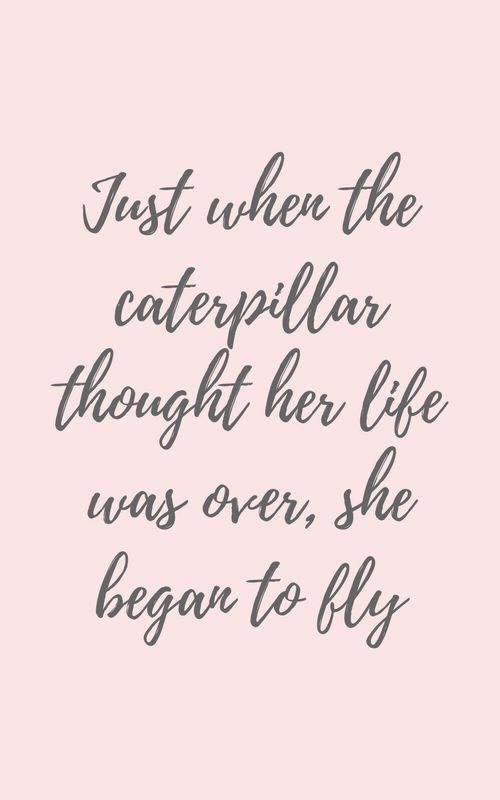 Just when the
caterpillar
thought her life
was over, she
began to fly